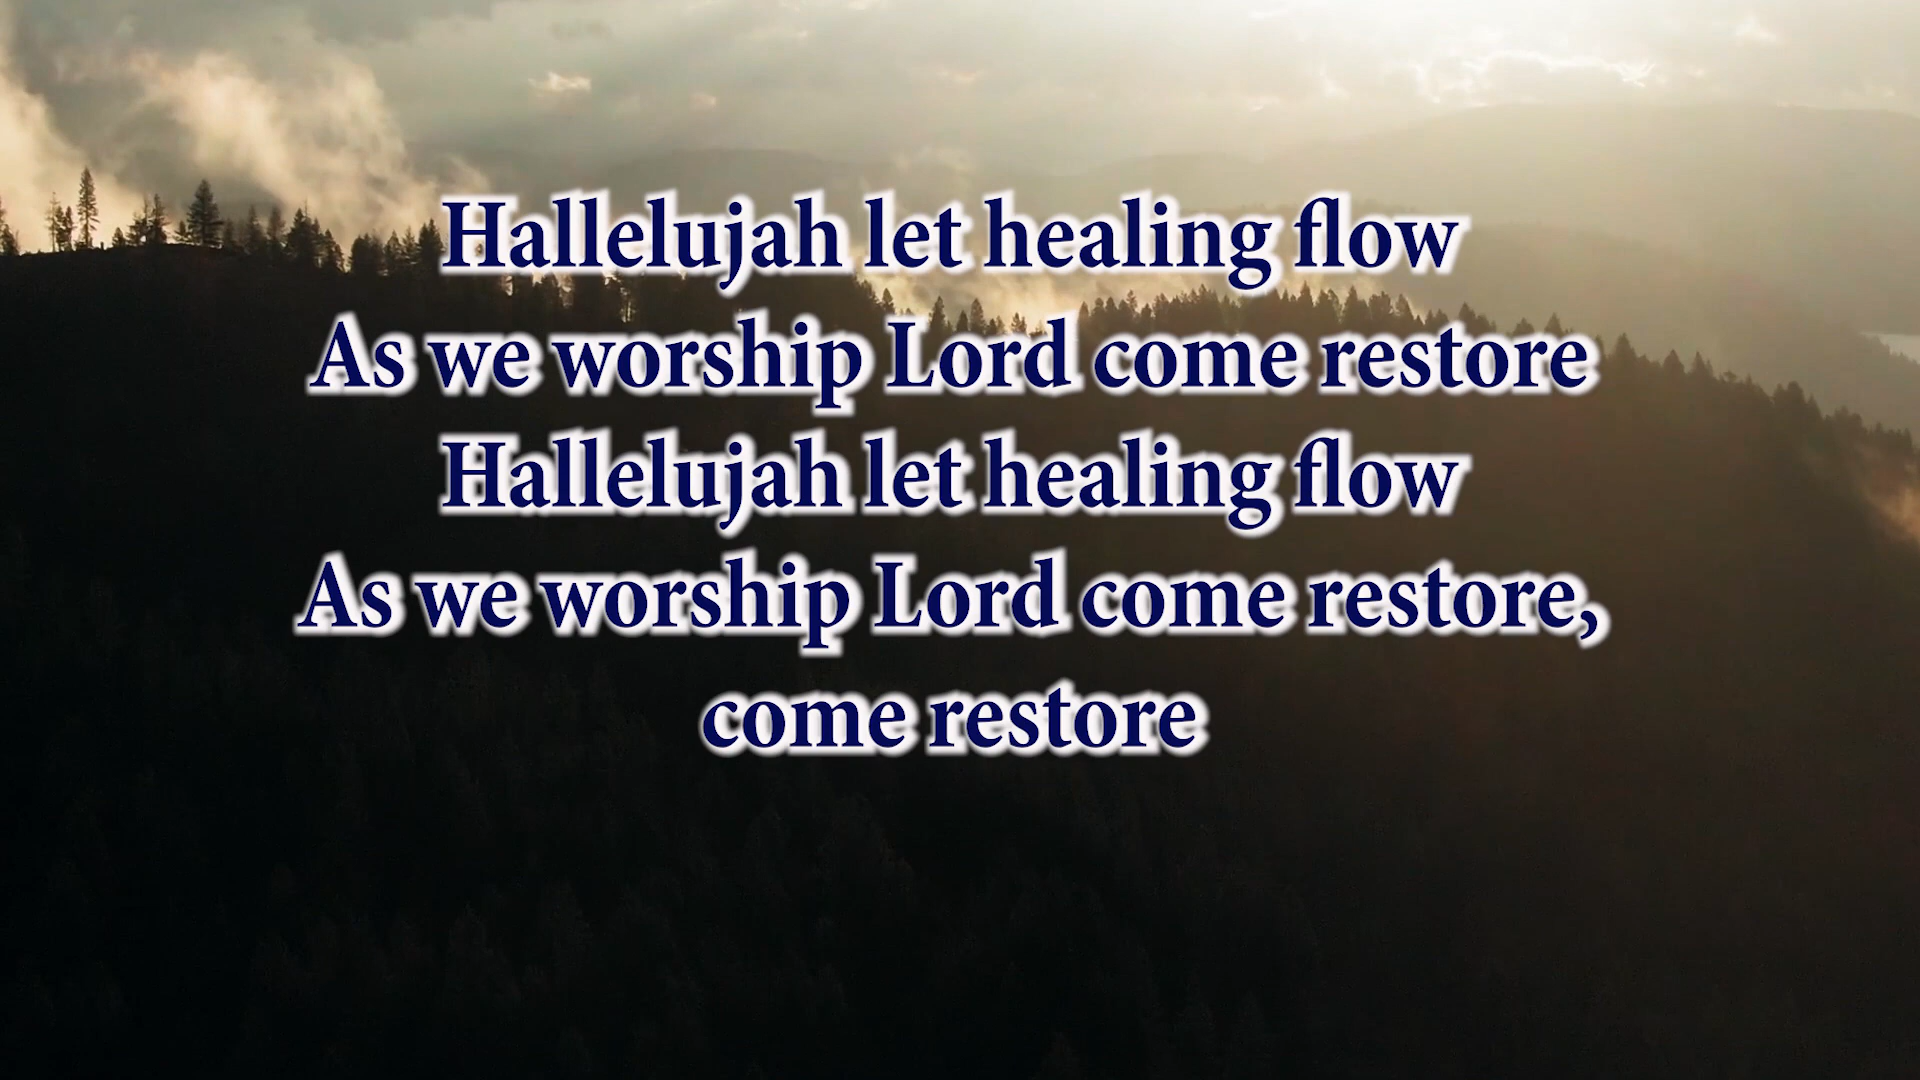 Hallelujah let healing flow
As we worship Lord come restore
Hallelujah let healing flow
As we worship Lord come restore,
come restore